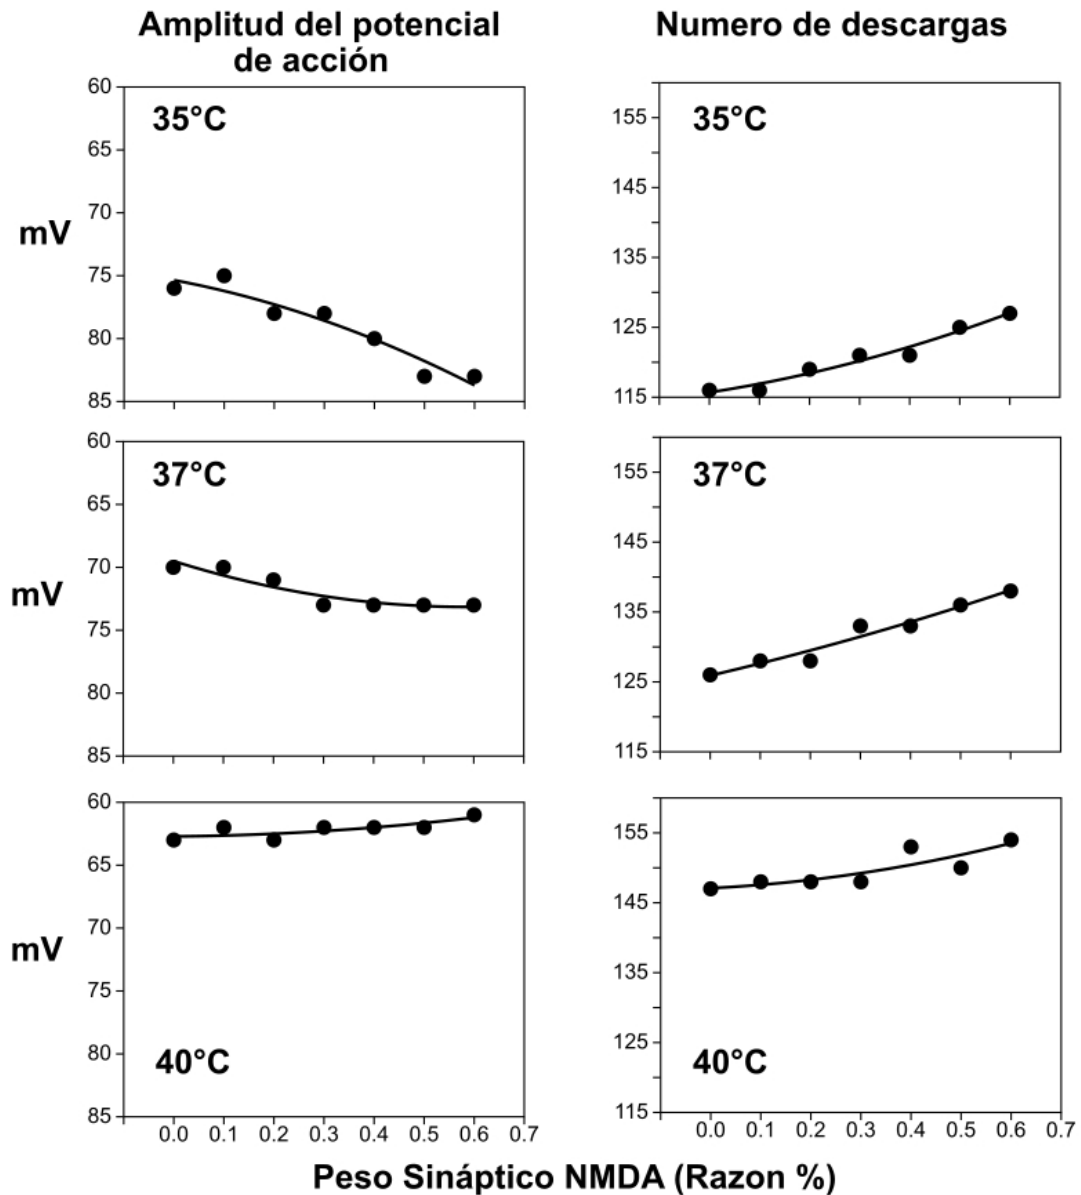 Amplitud del potencial
de acción
Numero de descargas
35°C
60
65
70
75
80
85
mV
35°C
155
145
135
125
115
37°C
60
65
70
75
80
85
mV
37°C
155
145
135
125
115
40°C
60
65
70
75
80
85
mV
0.0 0.1 0.2 0.3 0.4 0.5 0.6 0.7
40°C
155
145
135
125
115
0.0 0.1 0.2 0.3 0.4 0.5 0.6 0.7
Peso Sináptico NMDA (Razon %)